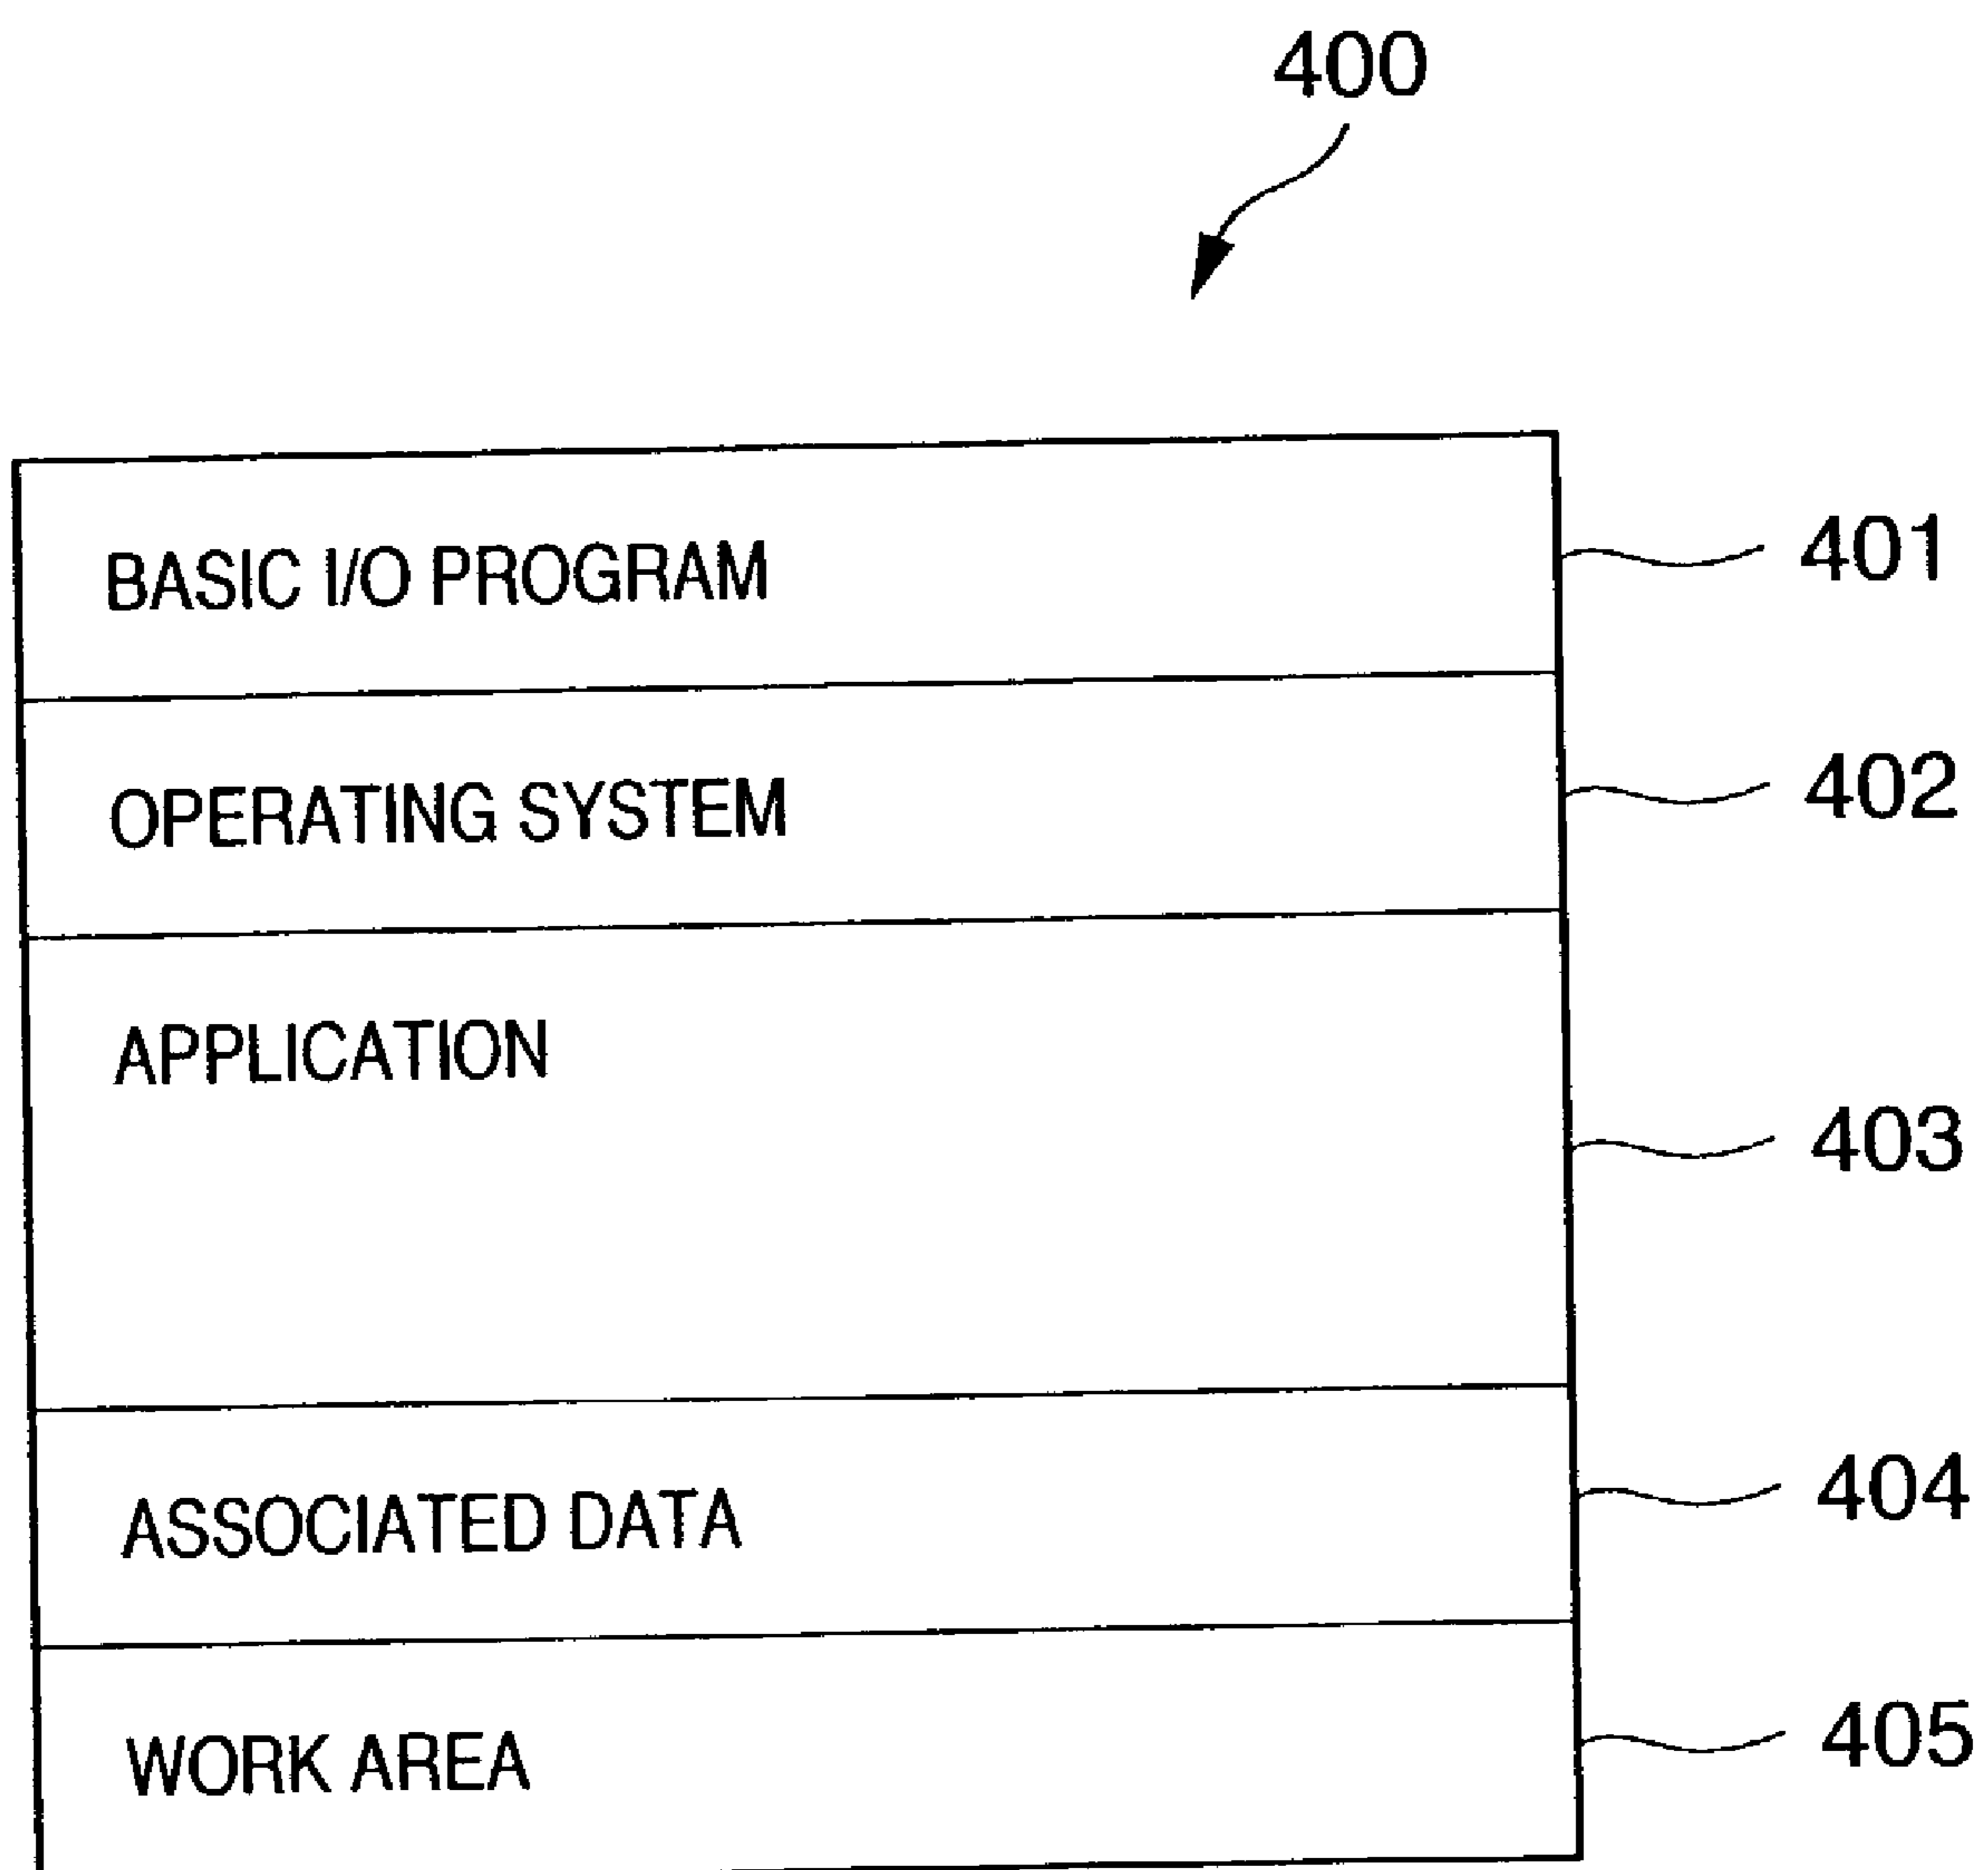 400
BASIC I/O PROGRAM 401
OPERATING SYSTEM 402
APPLICATION
403
ASSOCIATED DATA 404
WORK AREA 405